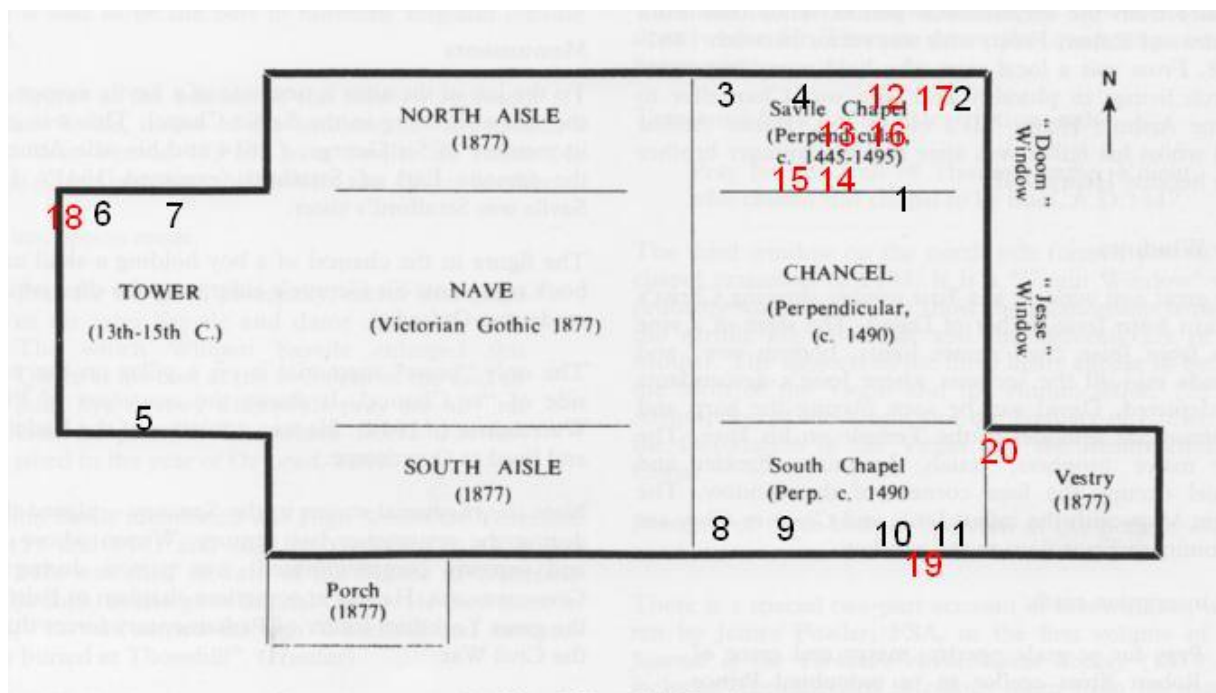 3 4 12 17 2
NORTH AISLE
(1877)
Savile Chapel
(Perpendicular,
c. 1445-1495)
13 16
15 14
1
N
"Doom"
Window
"Jesse"
Window
18 6 7
TOWER
(13th-15th C.)
5
NAVE
(Victorian Gothic 1877)
CHANCEL
(Perpendicular,
(c. 1490)
SOUTH AISLE
(1877)
South Chapel
(Perp. c. 1490
20
Vestry
(1877)
8 9 10 11
19
Porch
(1877)